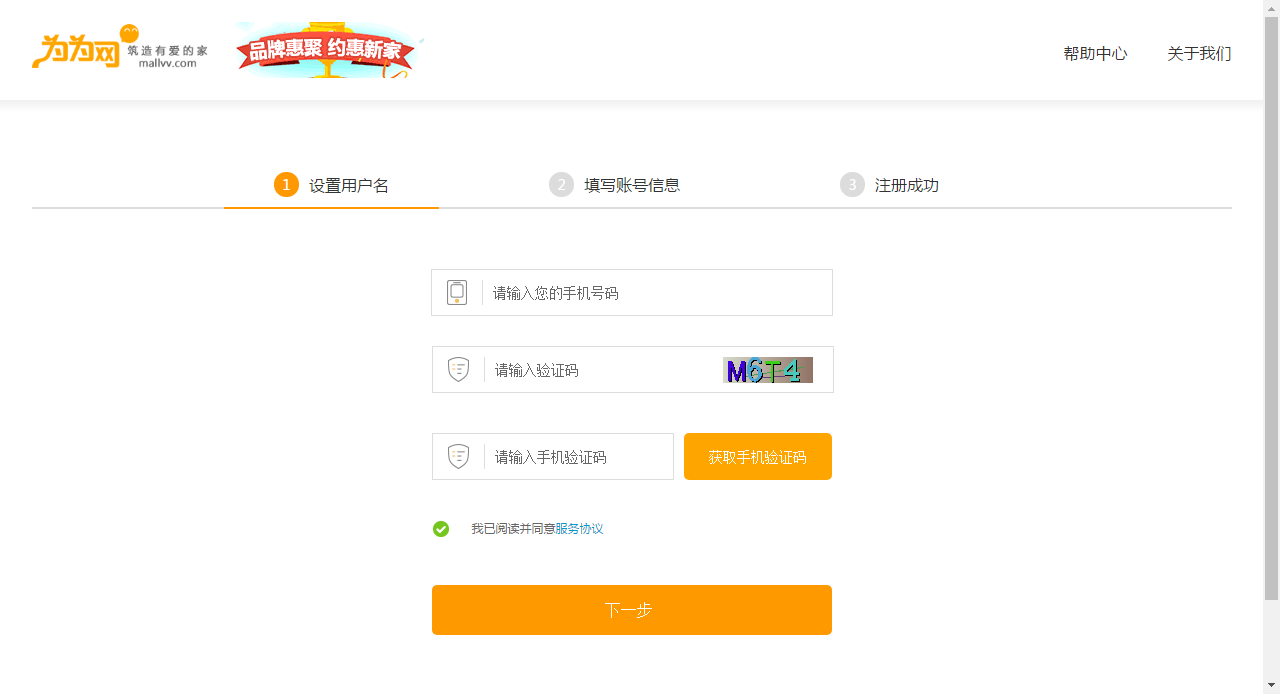 为为网
筑造有爱的家
mallvv.com
品牌惠聚 约惠新家
帮助中心
关于我们
1 设置用户名
2 填写账号信息
3 注册成功
请输入您的手机号码
请输入验证码
M6T4
请输入手机验证码
获取手机验证码
我已阅读并同意服务协议
下一步